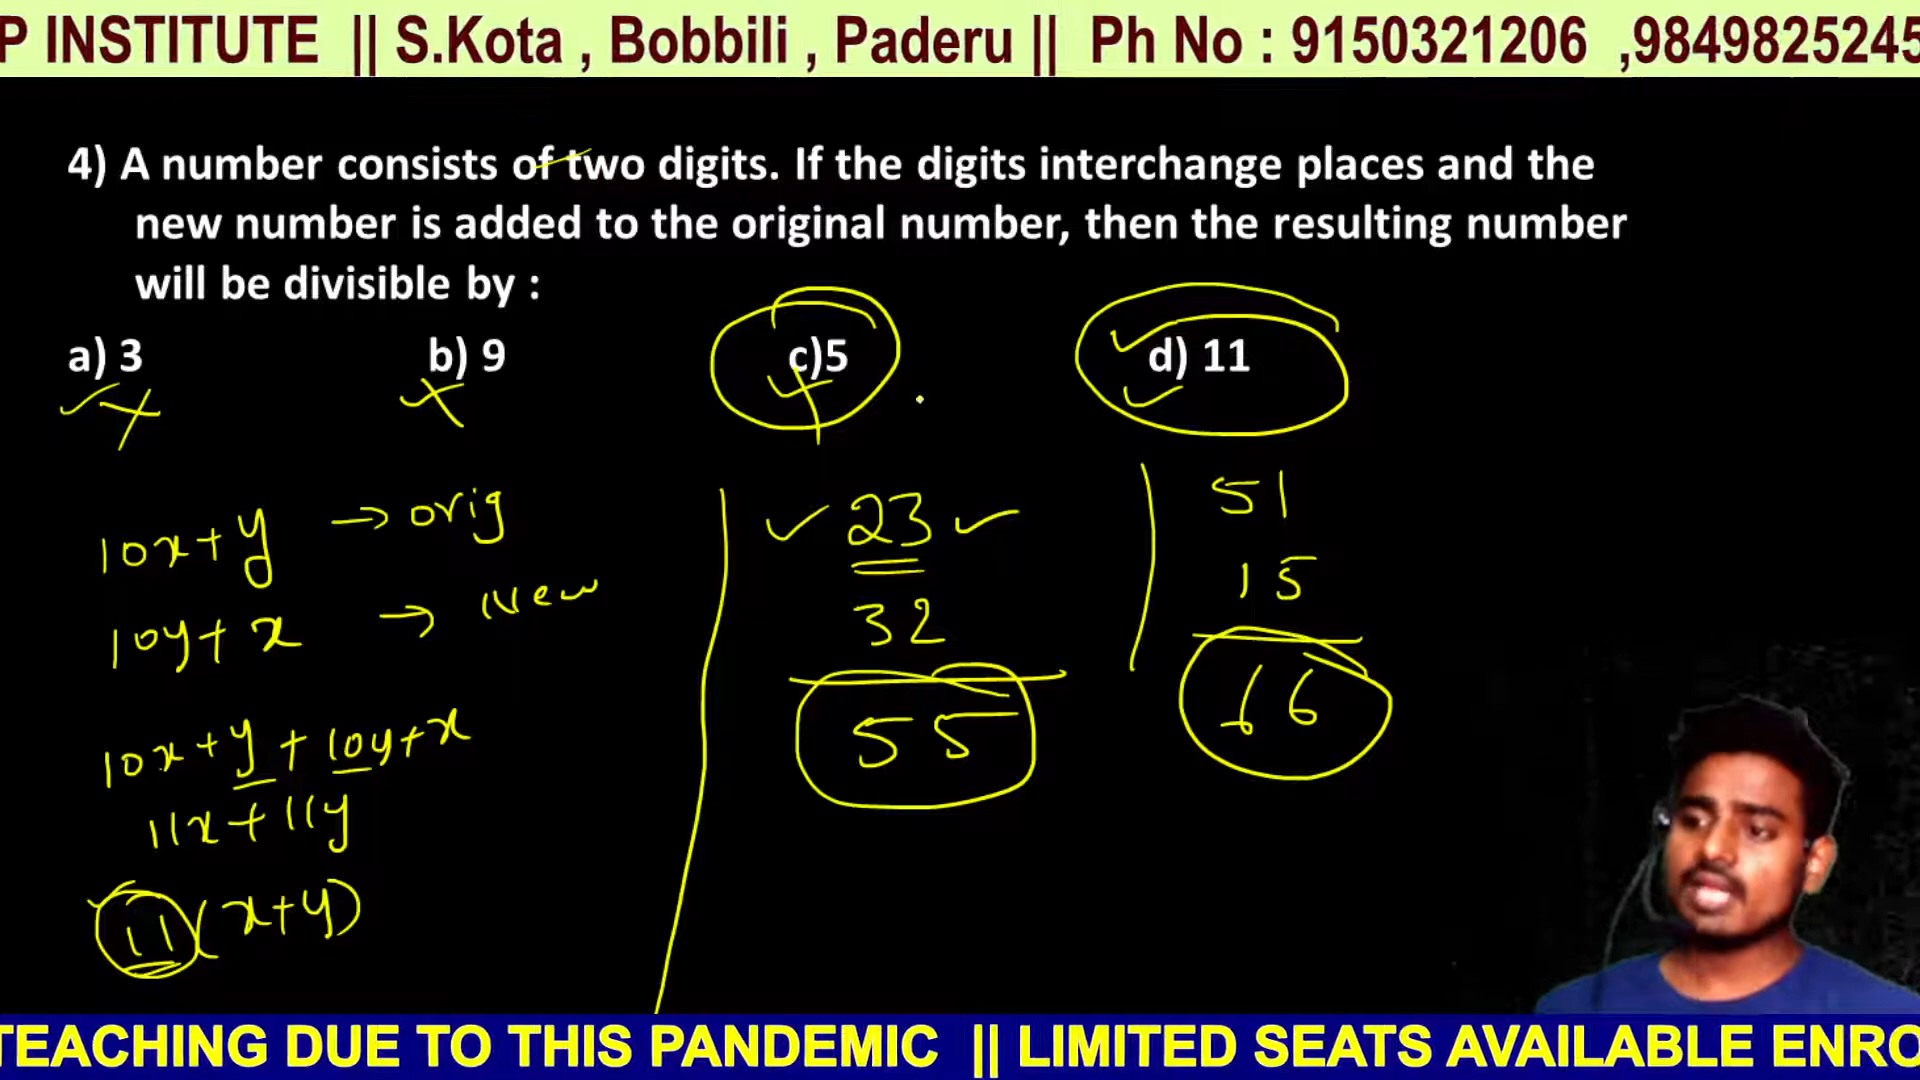 P INSTITUTE || S.Kota , Bobbili , Paderu || Ph No : 9150321206 ,9849825245
4) A number consists of two digits. If the digits interchange places and the
new number is added to the original number, then the resulting number
will be divisible by :
a) 3 b) 9 c)5 d) 11
10x+y → orig
10y+x → New
10x+y+10y+x
11x+11y
11(x+y)
23
32
55
51
15
66
TEACHING DUE TO THIS PANDEMIC || LIMITED SEATS AVAILABLE ENRO